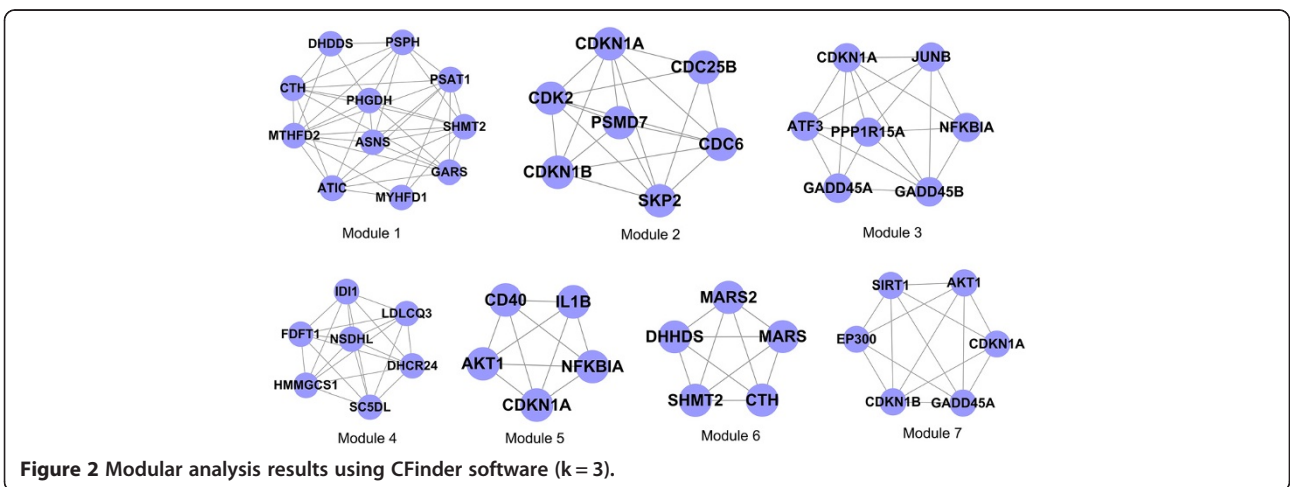 DHDDS
PSPH
CTH
PSAT1
PHGDH
SHMT2
MTHFD2
ASNS
GARS
ATIC
MYHFD1
Module 1
CDKN1A
CDC25B
CDK2
PSMD7
CDC6
CDKN1B
SKP2
Module 2
CDKN1A
JUNB
ATF3
PPP1R15A
NFKBIA
GADD45A
GADD45B
Module 3
IDI1
LDLCQ3
FDFT1
NSDHL
DHCR24
HMMGCS1
SC5DL
Module 4
CD40
IL1B
AKT1
NFKBIA
CDKN1A
Module 5
MARS2
DHHDS
MARS
SHMT2
CTH
Module 6
SIRT1
AKT1
EP300
CDKN1A
CDKN1B
GADD45A
Module 7
Figure 2 Modular analysis results using CFinder software (k = 3).